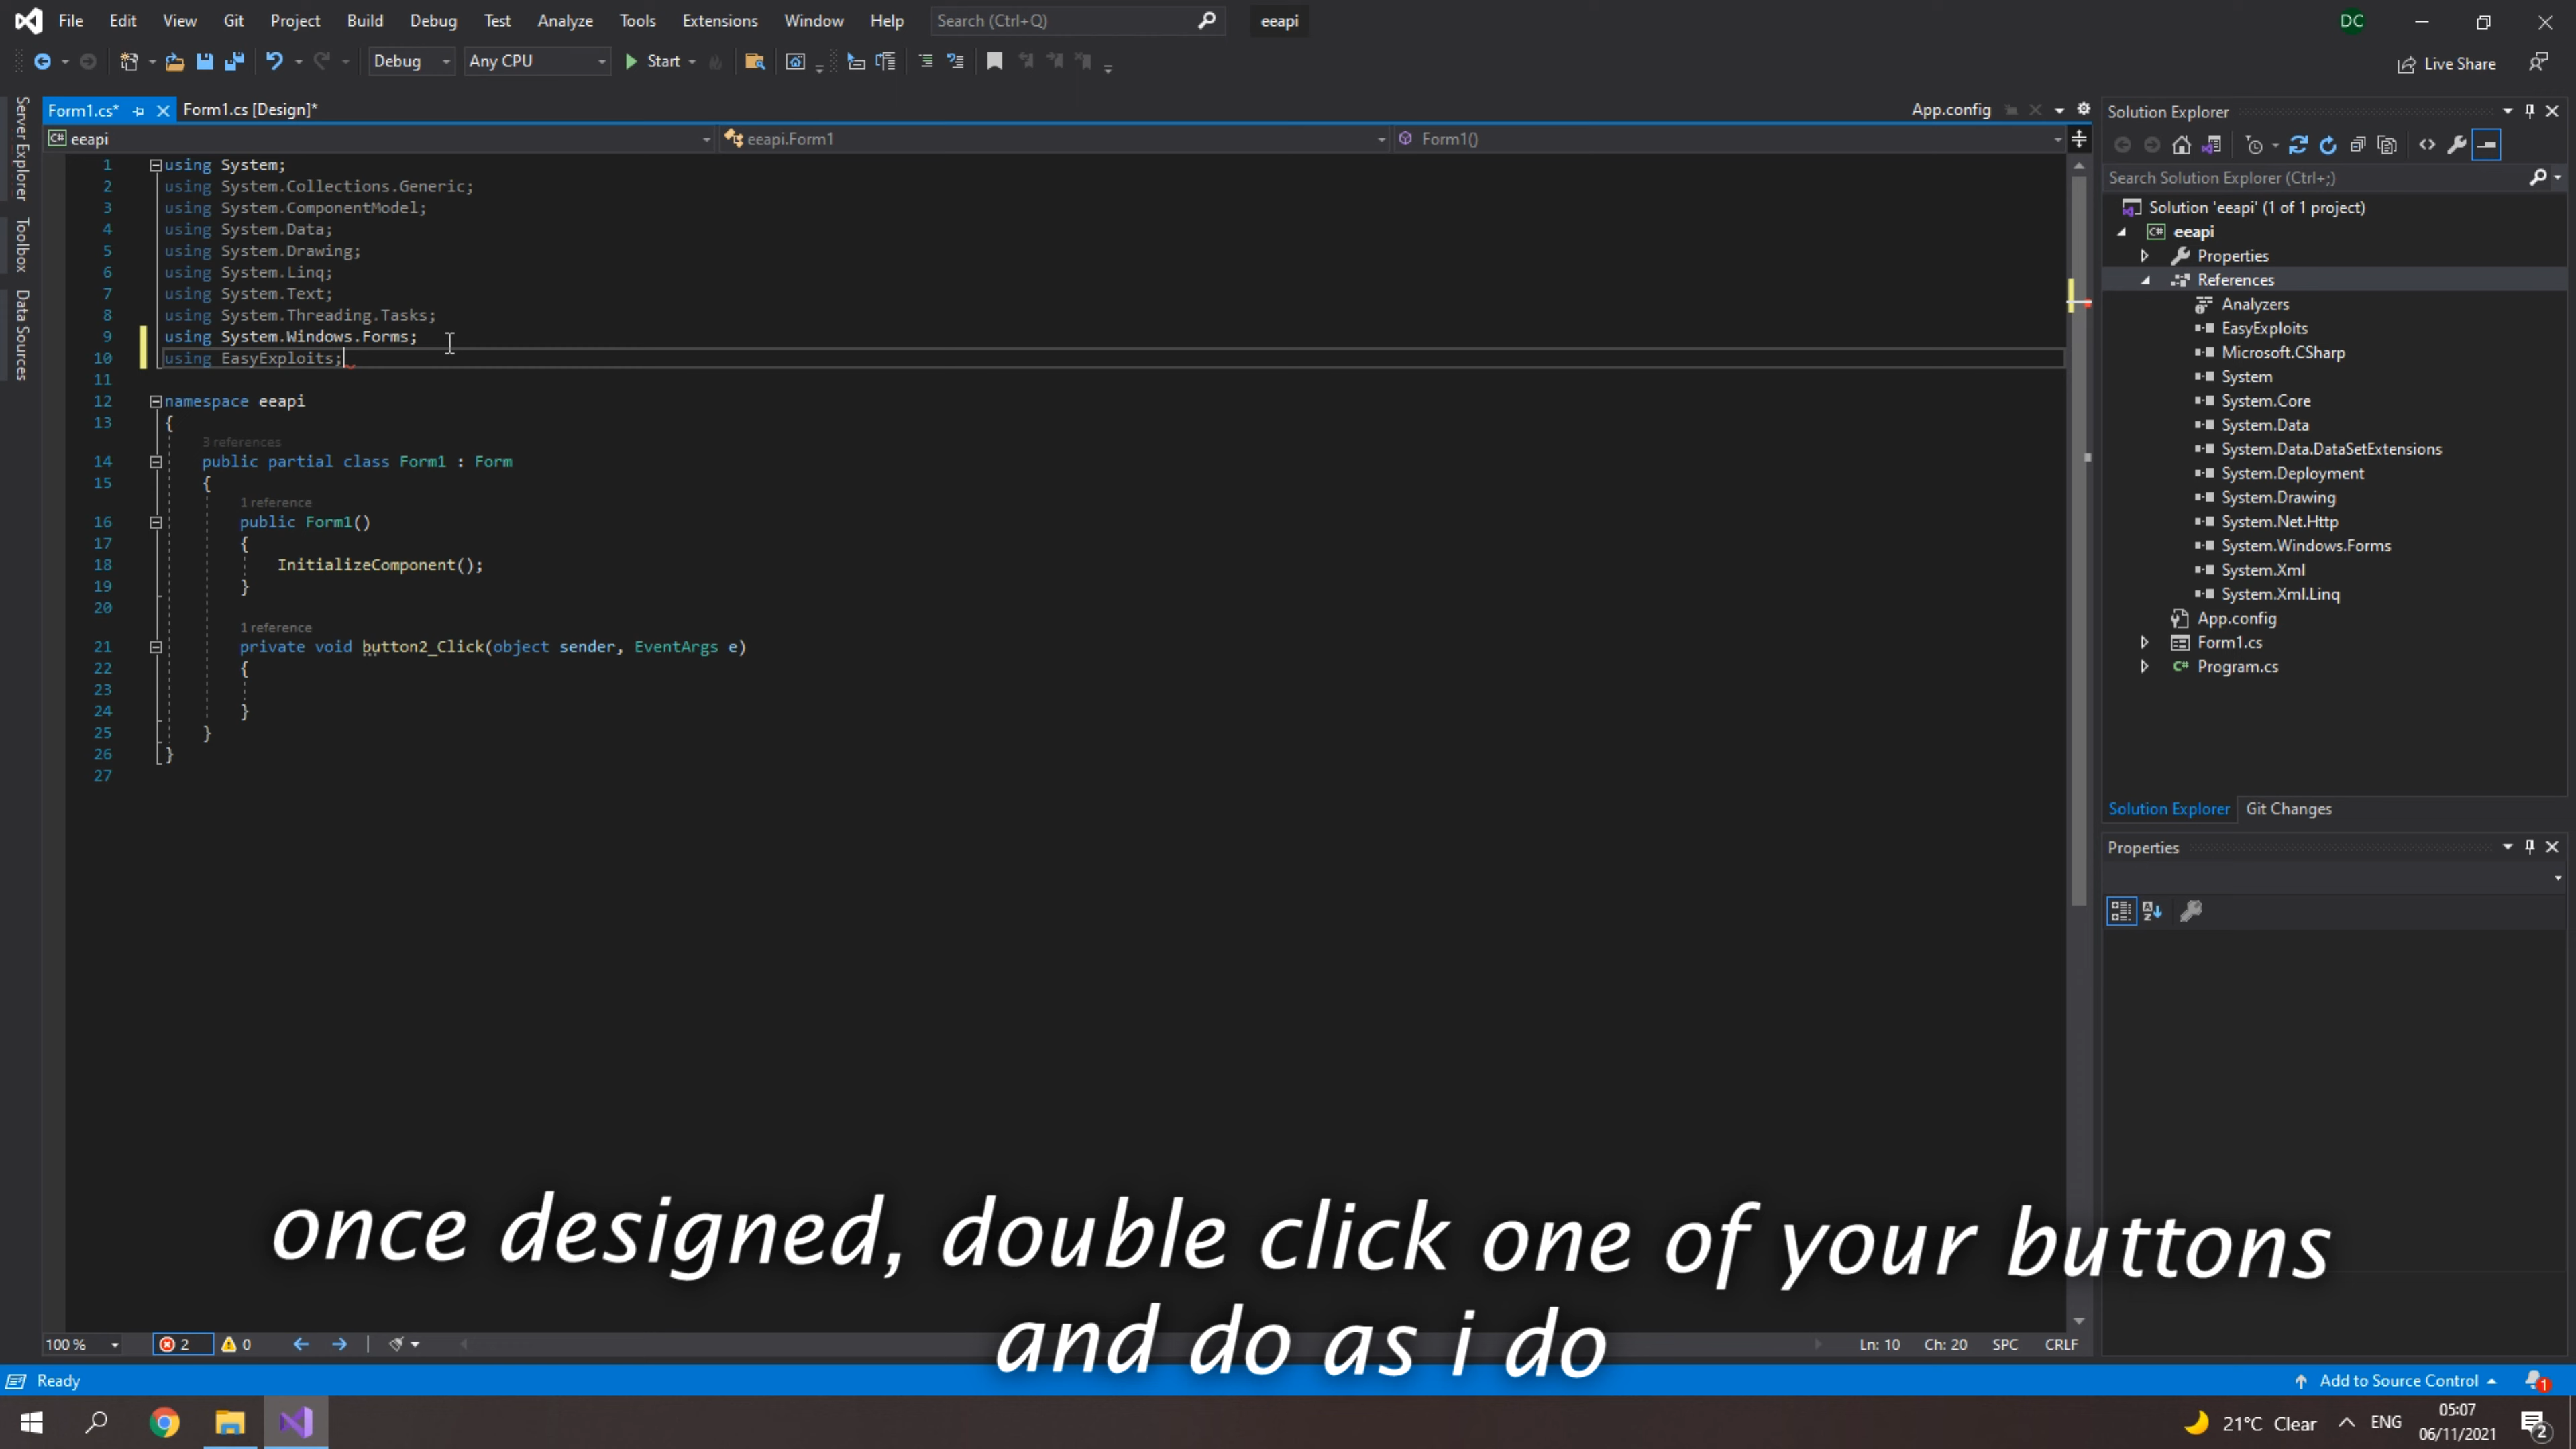 File Edit View Git Project Build Debug Test Analyze Tools Extensions Window Help Search (Ctrl+Q) eeapi DC
Debug Any CPU Start Live Share
Form1.cs* Form1.cs [Design]* App.config
eeapi eeapi.Form1 Form1()
Server Explorer
Toolbox
Data Sources
1 using System;
2 using System.Collections.Generic;
3 using System.ComponentModel;
4 using System.Data;
5 using System.Drawing;
6 using System.Linq;
7 using System.Text;
8 using System.Threading.Tasks;
9 using System.Windows.Forms;
10 using EasyExploits;
11
12 namespace eeapi
13 {
3 references
14 public partial class Form1 : Form
15 {
1 reference
16 public Form1()
17 {
18 InitializeComponent();
19 }
20
1 reference
21 private void button2_Click(object sender, EventArgs e)
22 {
23
24 }
25 }
26 }
27
Solution Explorer
Search Solution Explorer (Ctrl+;)
Solution 'eeapi' (1 of 1 project)
C# eeapi
Properties
References
Analyzers
EasyExploits
Microsoft.CSharp
System
System.Core
System.Data
System.Data.DataSetExtensions
System.Deployment
System.Drawing
System.Net.Http
System.Windows.Forms
System.Xml
System.Xml.Linq
App.config
Form1.cs
C# Program.cs
Solution Explorer Git Changes
Properties
once designed, double click one of your buttons
and do as i do
100 % 2 0 Ln: 10 Ch: 20 SPC CRLF
Ready Add to Source Control 1
21°C Clear ENG 05:07
06/11/2021 2